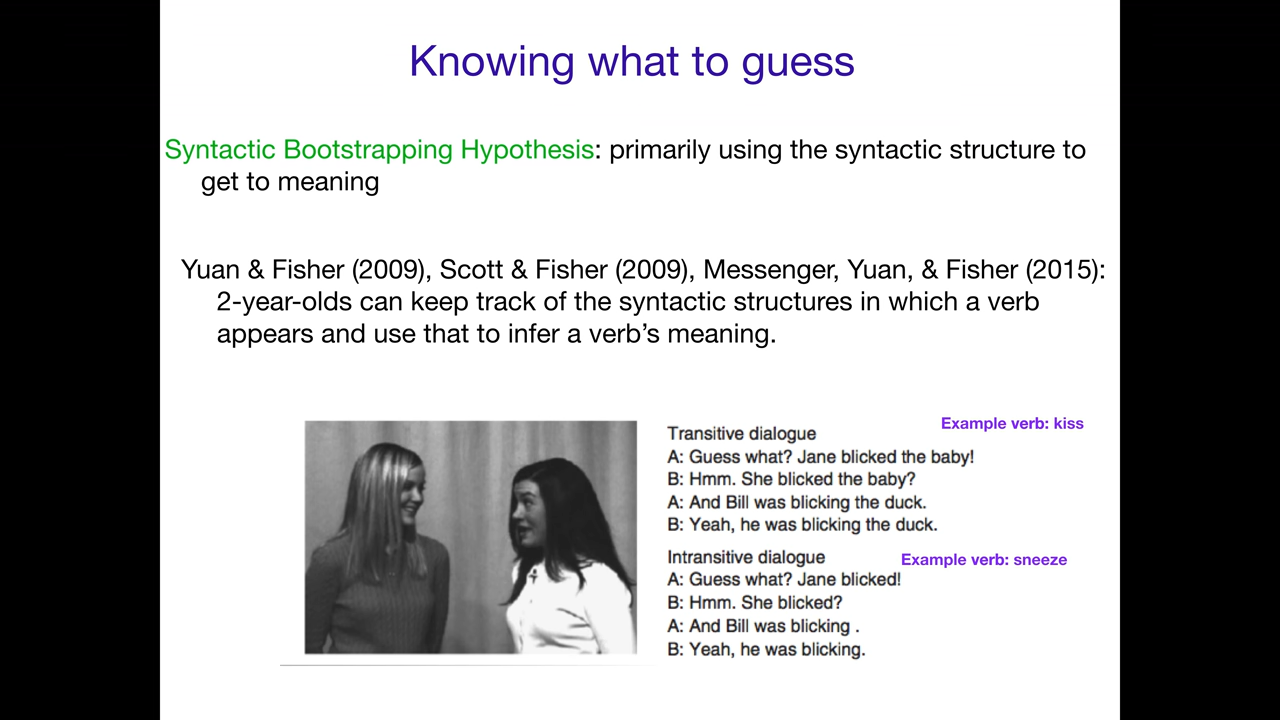 Knowing what to guess
Syntactic Bootstrapping Hypothesis: primarily using the syntactic structure to
get to meaning
Yuan & Fisher (2009), Scott & Fisher (2009), Messenger, Yuan, & Fisher (2015):
2-year-olds can keep track of the syntactic structures in which a verb
appears and use that to infer a verb’s meaning.
Example verb: kiss
Transitive dialogue
A: Guess what? Jane blicked the baby!
B: Hmm. She blicked the baby?
A: And Bill was blicking the duck.
B: Yeah, he was blicking the duck.
Intransitive dialogue
Example verb: sneeze
A: Guess what? Jane blicked!
B: Hmm. She blicked?
A: And Bill was blicking .
B: Yeah, he was blicking.